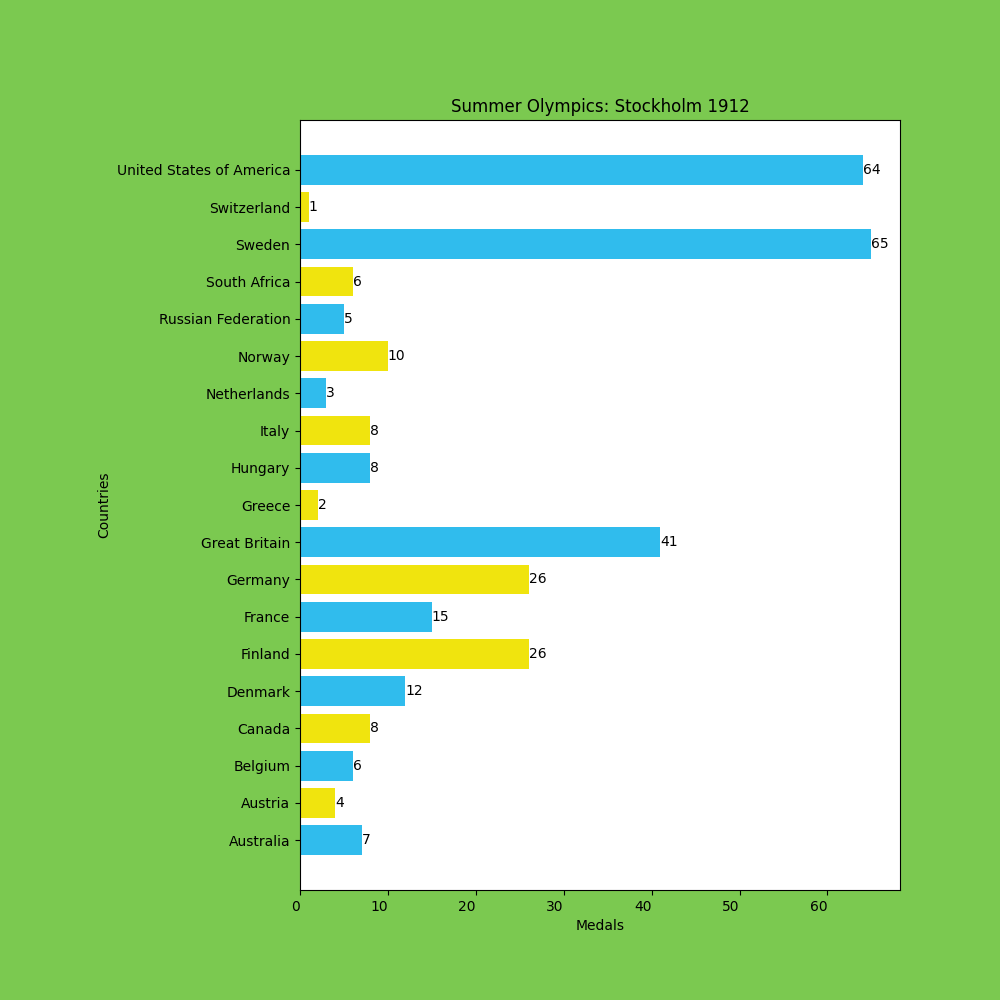 Summer Olympics: Stockholm 1912
United States of America 64
Switzerland 1
Sweden 65
South Africa 6
Russian Federation 5
Norway 10
Netherlands 3
Italy 8
Hungary 8
Greece 2
Great Britain 41
Germany 26
France 15
Finland 26
Denmark 12
Canada 8
Belgium 6
Austria 4
Australia 7
Countries
0 10 20 30 40 50 60
Medals